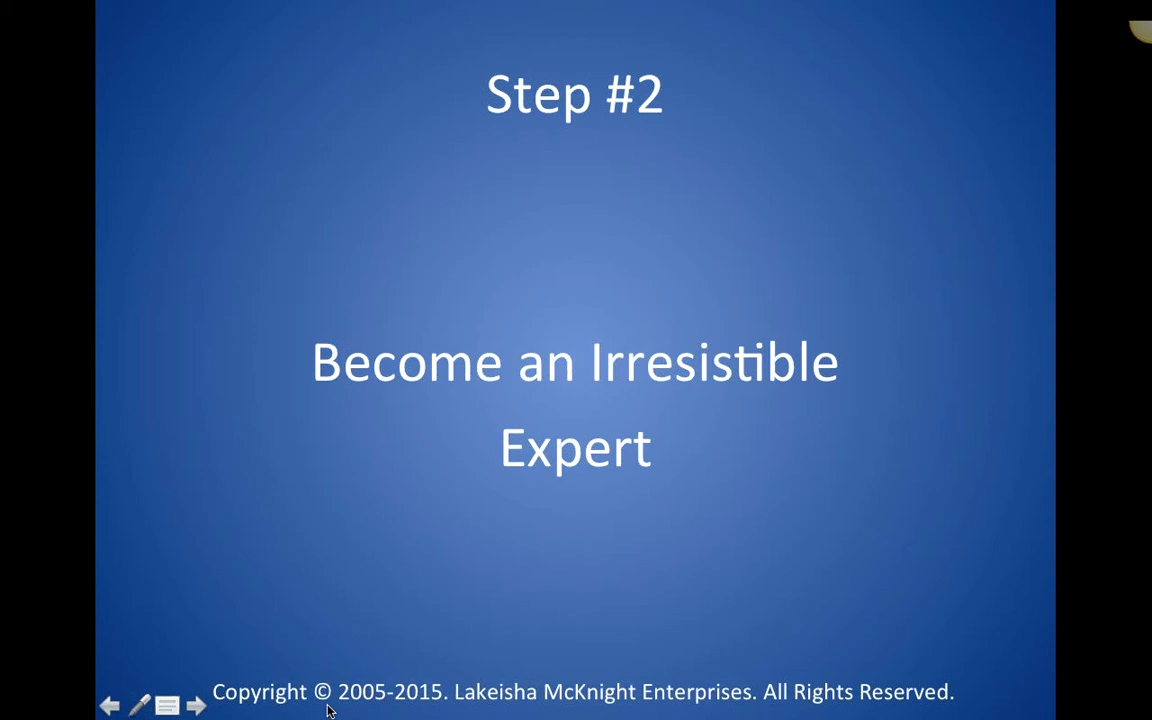 Step #2
Become an Irresistible
Expert
Copyright © 2005-2015. Lakeisha McKnight Enterprises. All Rights Reserved.